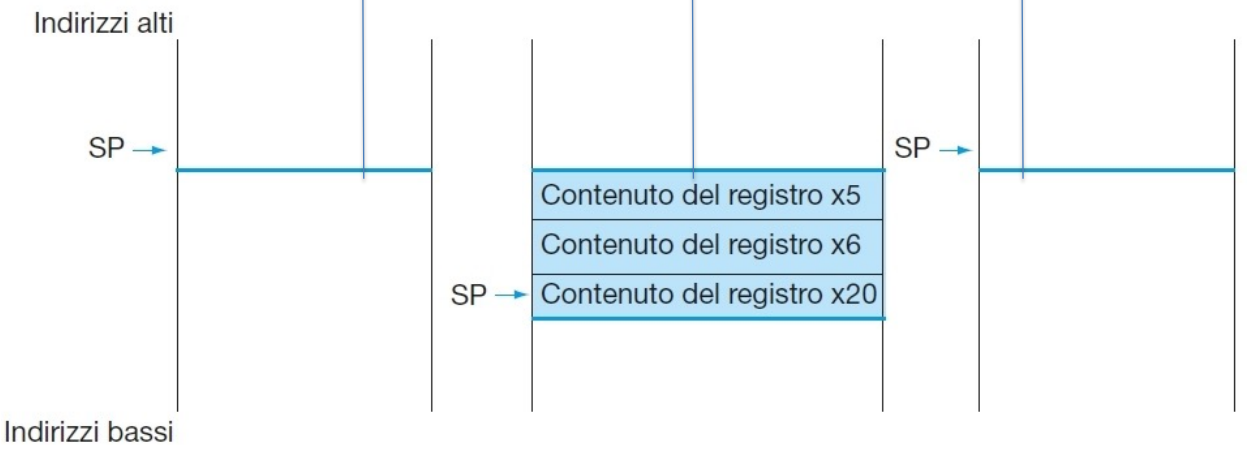 Indirizzi alti
SP
SP
Contenuto del registro x5
Contenuto del registro x6
SP
Contenuto del registro x20
Indirizzi bassi